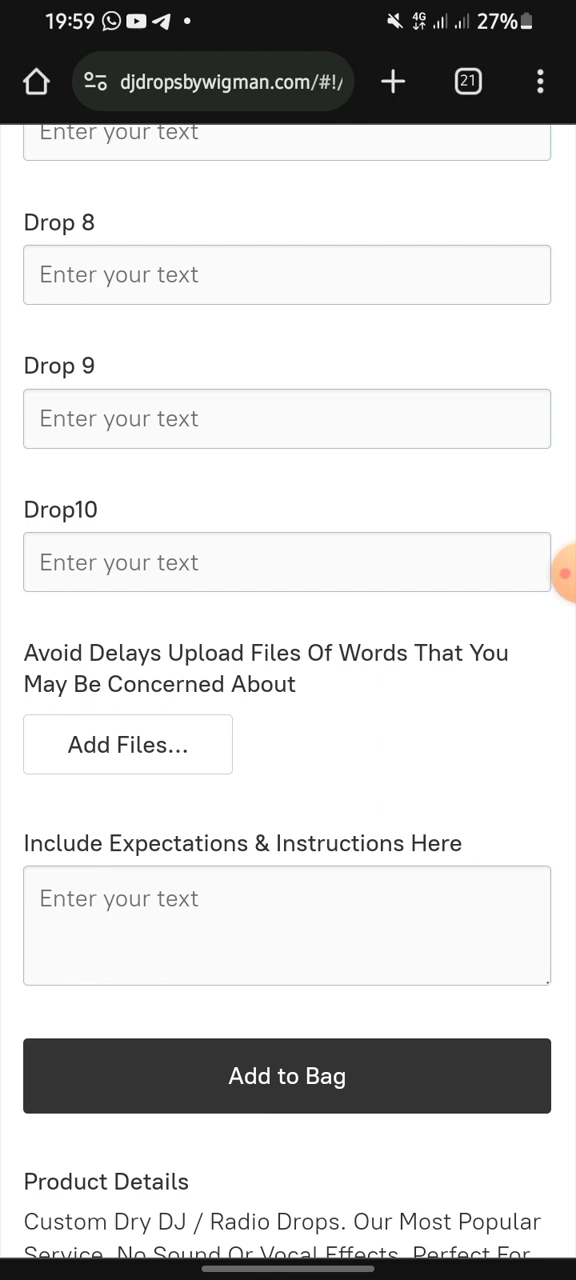 19:59 4G 27%
djdropsbywigman.com/#!/ 21
Enter your text
Drop 8
Enter your text
Drop 9
Enter your text
Drop10
Enter your text
Avoid Delays Upload Files Of Words That You
May Be Concerned About
Add Files...
Include Expectations & Instructions Here
Enter your text
Add to Bag
Product Details
Custom Dry DJ / Radio Drops. Our Most Popular
Service. No Sound Or Vocal Effects. Perfect For